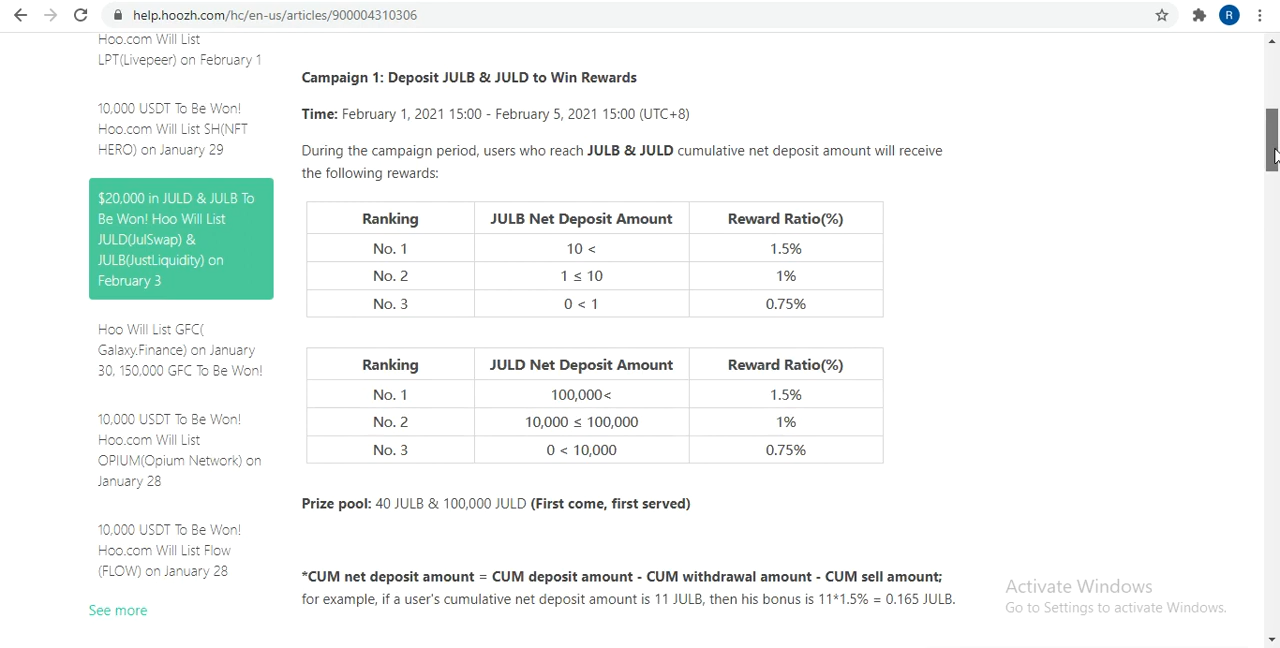 help.hoozh.com/hc/en-us/articles/900004310306
R
Hoo.com Will List
LPT(Livepeer) on February 1
10,000 USDT To Be Won!
Hoo.com Will List SH(NFT
HERO) on January 29
$20,000 in JULD & JULB To
Be Won! Hoo Will List
JULD(JulSwap) &
JULB(JustLiquidity) on
February 3
Hoo Will List GFC(
Galaxy.Finance) on January
30, 150,000 GFC To Be Won!
10,000 USDT To Be Won!
Hoo.com Will List
OPIUM(Opium Network) on
January 28
10,000 USDT To Be Won!
Hoo.com Will List Flow
(FLOW) on January 28
See more
Campaign 1: Deposit JULB & JULD to Win Rewards
Time: February 1, 2021 15:00 - February 5, 2021 15:00 (UTC+8)
During the campaign period, users who reach JULB & JULD cumulative net deposit amount will receive
the following rewards:
Ranking JULB Net Deposit Amount Reward Ratio(%)
No. 1 10 < 1.5%
No. 2 1 ≤ 10 1%
No. 3 0 < 1 0.75%
Ranking JULD Net Deposit Amount Reward Ratio(%)
No. 1 100,000< 1.5%
No. 2 10,000 ≤ 100,000 1%
No. 3 0 < 10,000 0.75%
Prize pool: 40 JULB & 100,000 JULD (First come, first served)
*CUM net deposit amount = CUM deposit amount - CUM withdrawal amount - CUM sell amount;
for example, if a user's cumulative net deposit amount is 11 JULB, then his bonus is 11*1.5% = 0.165 JULB.
Activate Windows
Go to Settings to activate Windows.